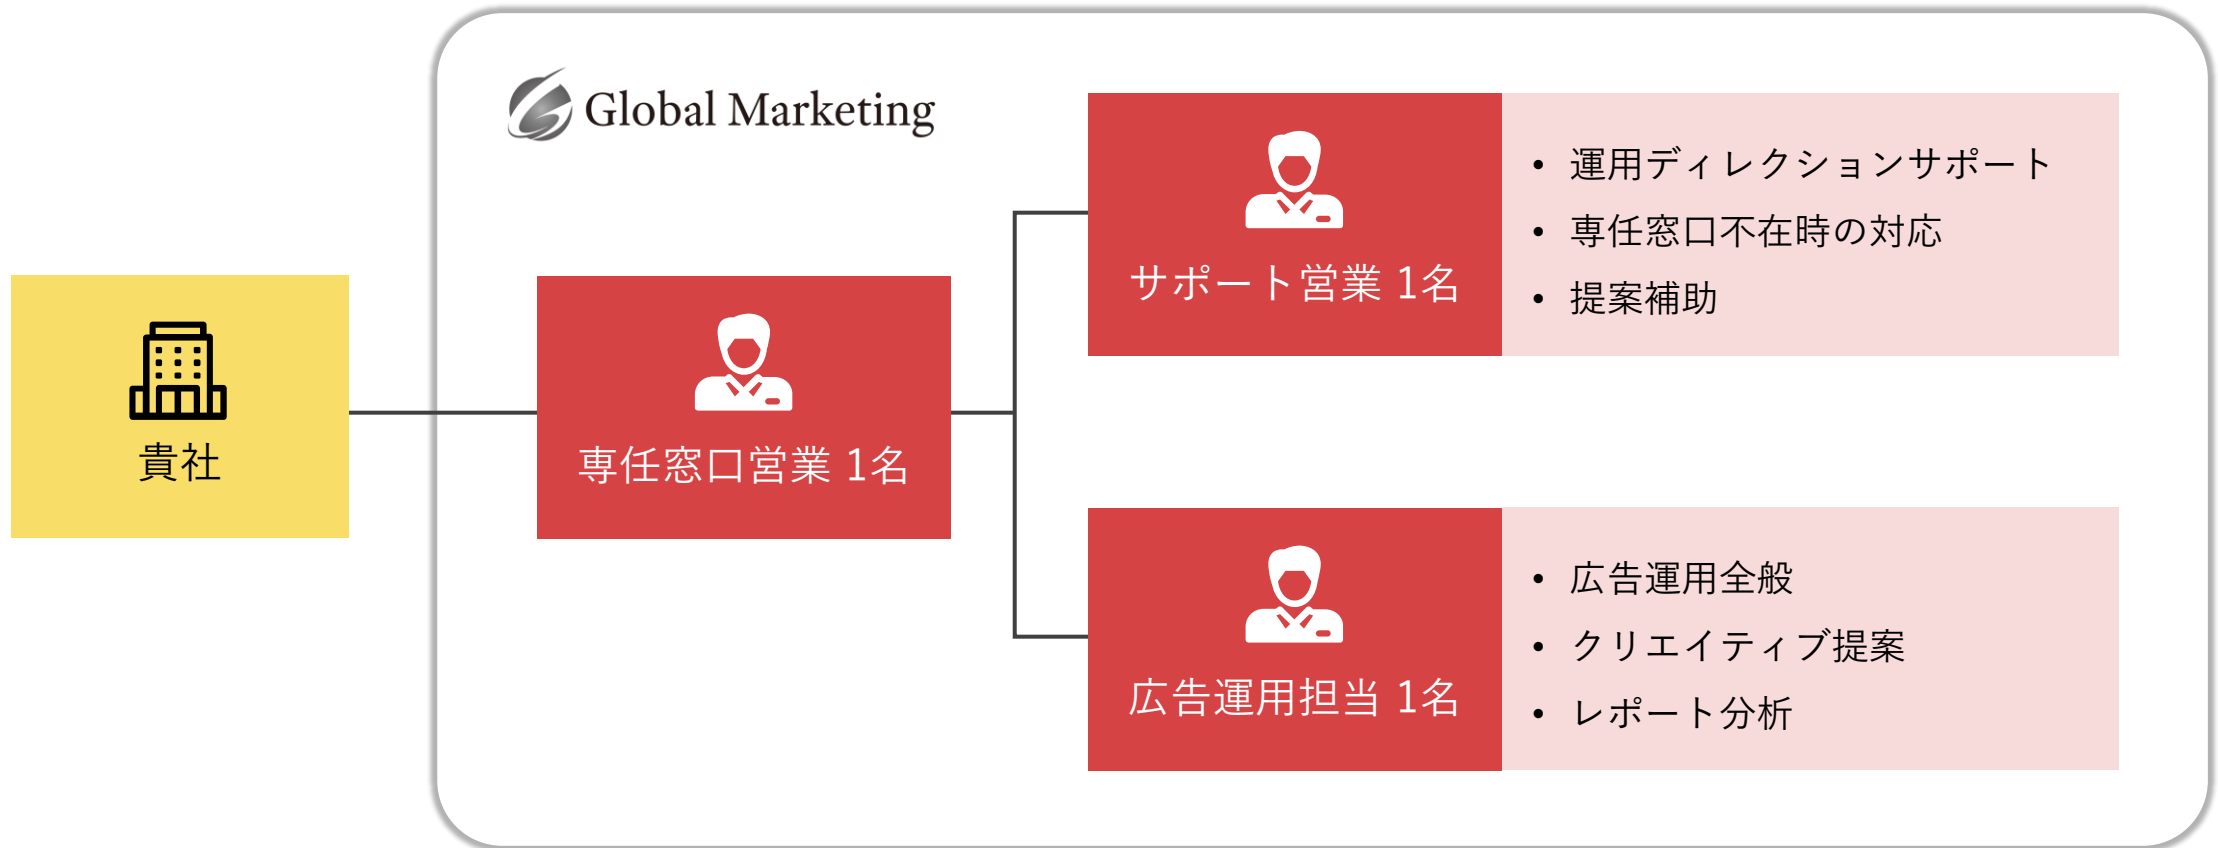 Global Marketing
貴社
専任窓口営業 1名
サポート営業 1名
• 運用ディレクションサポート
• 専任窓口不在時の対応
• 提案補助
広告運用担当 1名
• 広告運用全般
• クリエイティブ提案
• レポート分析